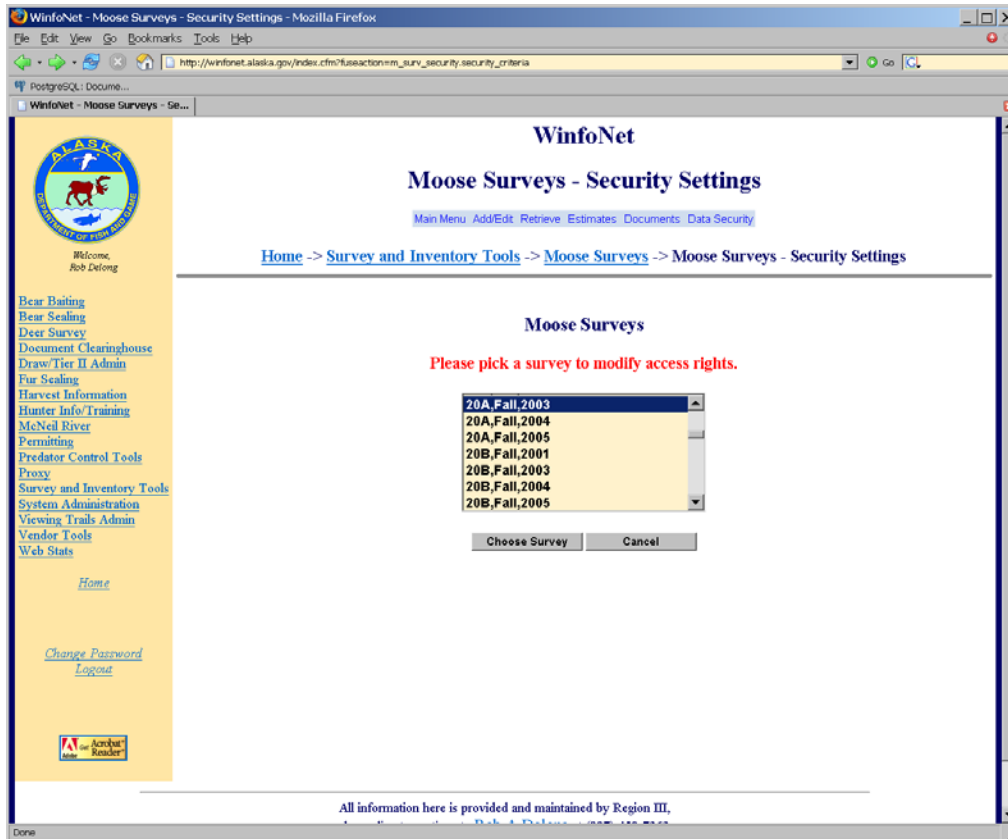 WinfoNet - Moose Surveys - Security Settings - Mozilla Firefox
File Edit View Go Bookmarks Tools Help
http://winfonet.alaska.gov/index.cfm?fuseaction=m_surv_security.security_criteria
Go
PostgreSQL: Docume...
WinfoNet - Moose Surveys - Se...
ALASKA
DEPARTMENT OF FISH AND GAME
Welcome,
Rob Delong
Bear Baiting
Bear Sealing
Deer Survey
Document Clearinghouse
Draw/Tier II Admin
Fur Sealing
Harvest Information
Hunter Info/Training
McNeil River
Permitting
Predator Control Tools
Proxy
Survey and Inventory Tools
System Administration
Viewing Trails Admin
Vendor Tools
Web Stats
Home
Change Password
Logout
Adobe
Get Acrobat
Reader
WinfoNet
Moose Surveys - Security Settings
Main Menu Add/Edit Retrieve Estimates Documents Data Security
Home -> Survey and Inventory Tools -> Moose Surveys -> Moose Surveys - Security Settings
Moose Surveys
Please pick a survey to modify access rights.
20A,Fall,2003
20A,Fall,2004
20A,Fall,2005
20B,Fall,2001
20B,Fall,2003
20B,Fall,2004
20B,Fall,2005
Choose Survey Cancel
All information here is provided and maintained by Region III,
Done